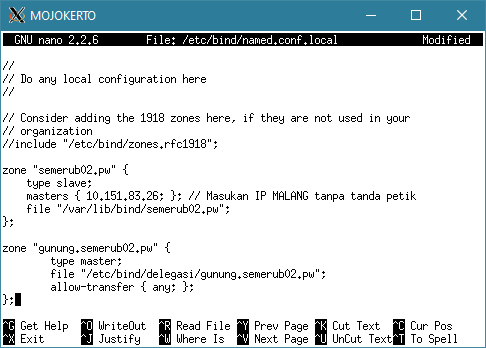 MOJOKERTO
GNU nano 2.2.6 File: /etc/bind/named.conf.local Modified
//
// Do any local configuration here
//
// Consider adding the 1918 zones here, if they are not used in your
// organization
//include "/etc/bind/zones.rfc1918";
zone "semerub02.pw" {
    type slave;
    masters { 10.151.83.26; }; // Masukan IP MALANG tanpa tanda petik
    file "/var/lib/bind/semerub02.pw";
};
zone "gunung.semerub02.pw" {
        type master;
        file "/etc/bind/delegasi/gunung.semerub02.pw";
        allow-transfer { any; };
};
^G Get Help ^O WriteOut ^R Read File ^Y Prev Page ^K Cut Text ^C Cur Pos
^X Exit ^J Justify ^W Where Is ^V Next Page ^U UnCut Text ^T To Spell